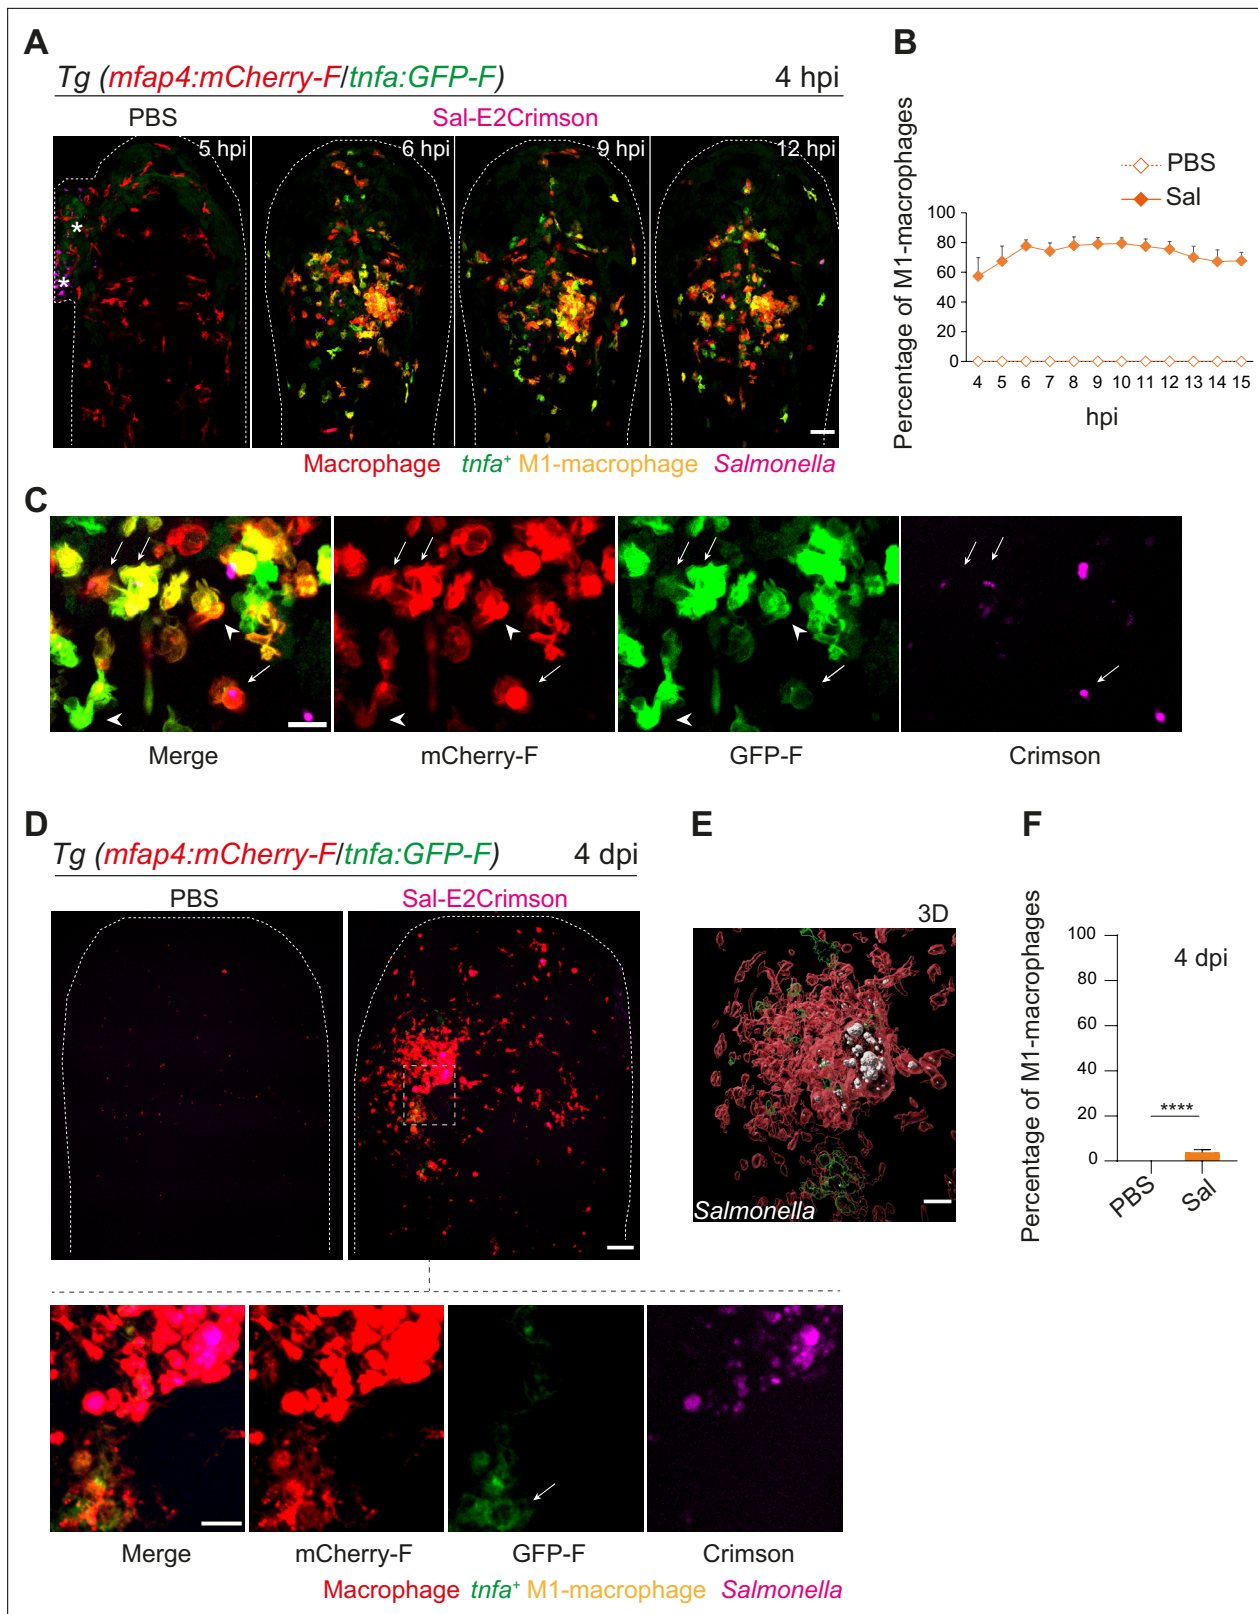 A
Tg (mfap4:mCherry-F/tnfa:GFP-F) 4 hpi
PBS Sal-E2Crimson
5 hpi 6 hpi 9 hpi 12 hpi
* 
*
Macrophage tnfa+ M1-macrophage Salmonella
B
PBS
Sal
Percentage of M1-macrophages
100
80
60
40
20
0
4 5 6 7 8 9 10 11 12 13 14 15
hpi
C
Merge mCherry-F GFP-F Crimson
D
Tg (mfap4:mCherry-F/tnfa:GFP-F) 4 dpi
PBS Sal-E2Crimson
Merge mCherry-F GFP-F Crimson
Macrophage tnfa+ M1-macrophage Salmonella
E
3D
Salmonella
F
Percentage of M1-macrophages
100
80
60
40
20
0
4 dpi
****
PBS Sal